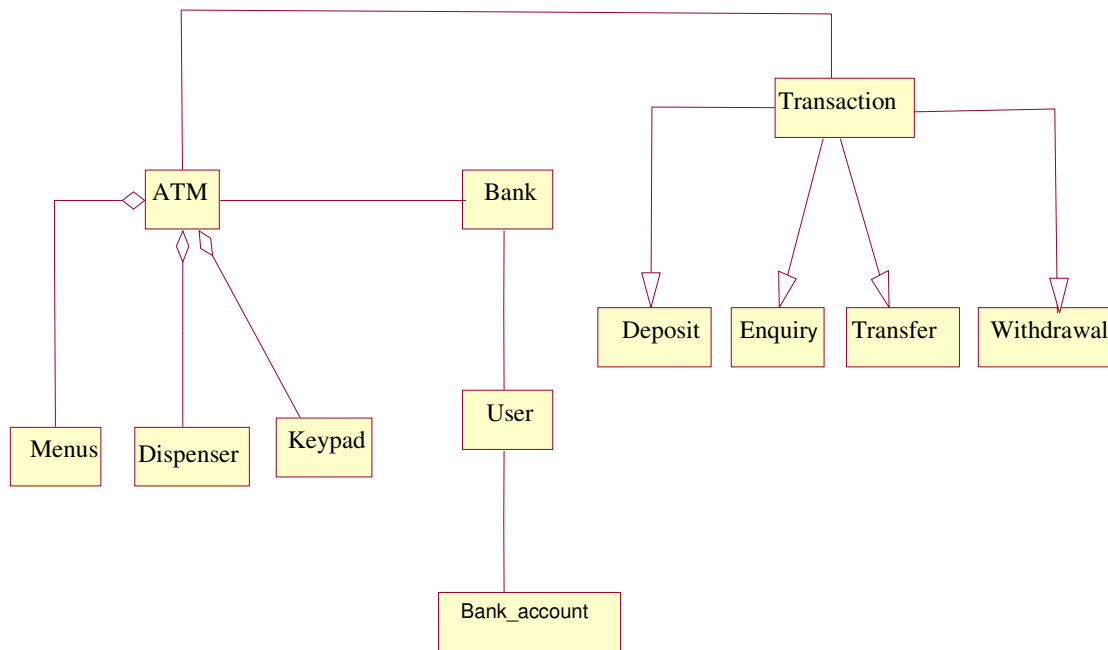 Transaction
ATM
Bank
Deposit
Enquiry
Transfer
Withdrawal
User
Menus
Dispenser
Keypad
Bank_account